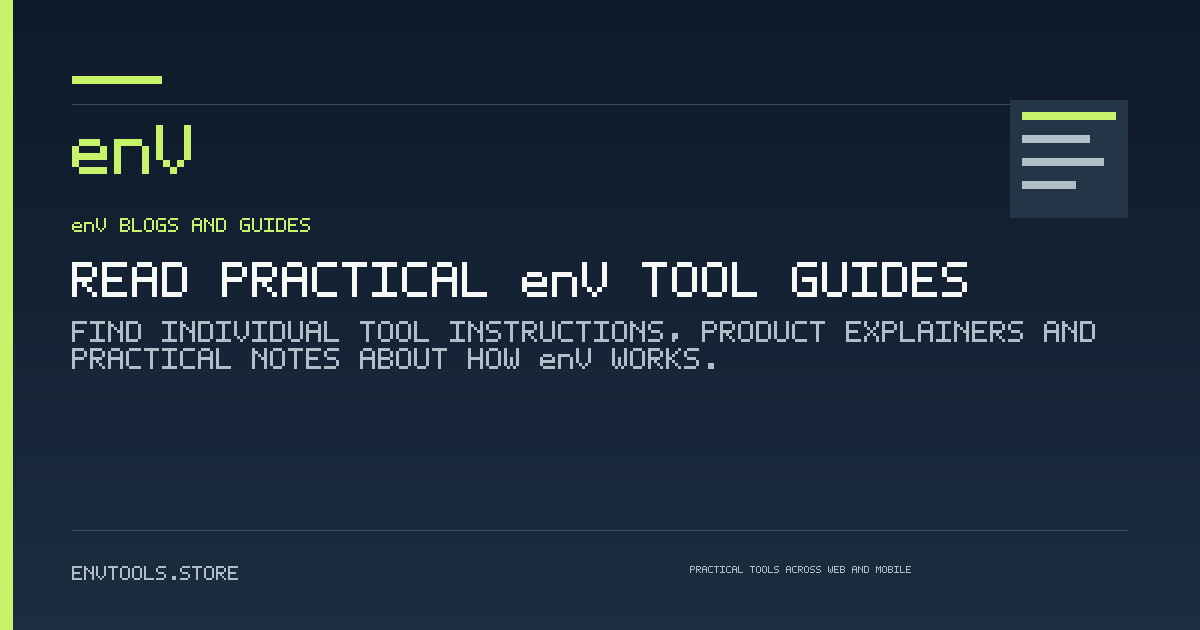 enV
enV BLOGS AND GUIDES
READ PRACTICAL enV TOOL GUIDES
FIND INDIVIDUAL TOOL INSTRUCTIONS, PRODUCT EXPLAINERS AND
PRACTICAL NOTES ABOUT HOW enV WORKS.
ENVTOOLS.STORE
PRACTICAL TOOLS ACROSS WEB AND MOBILE